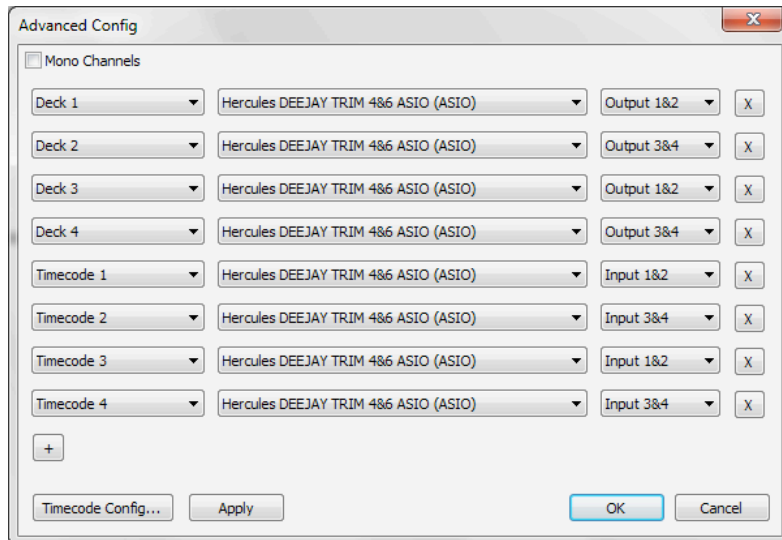 Advanced Config
Mono Channels
Deck 1 Hercules DEEJAY TRIM 4&6 ASIO (ASIO) Output 1&2 X
Deck 2 Hercules DEEJAY TRIM 4&6 ASIO (ASIO) Output 3&4 X
Deck 3 Hercules DEEJAY TRIM 4&6 ASIO (ASIO) Output 1&2 X
Deck 4 Hercules DEEJAY TRIM 4&6 ASIO (ASIO) Output 3&4 X
Timecode 1 Hercules DEEJAY TRIM 4&6 ASIO (ASIO) Input 1&2 X
Timecode 2 Hercules DEEJAY TRIM 4&6 ASIO (ASIO) Input 3&4 X
Timecode 3 Hercules DEEJAY TRIM 4&6 ASIO (ASIO) Input 1&2 X
Timecode 4 Hercules DEEJAY TRIM 4&6 ASIO (ASIO) Input 3&4 X
+
Timecode Config... Apply OK Cancel